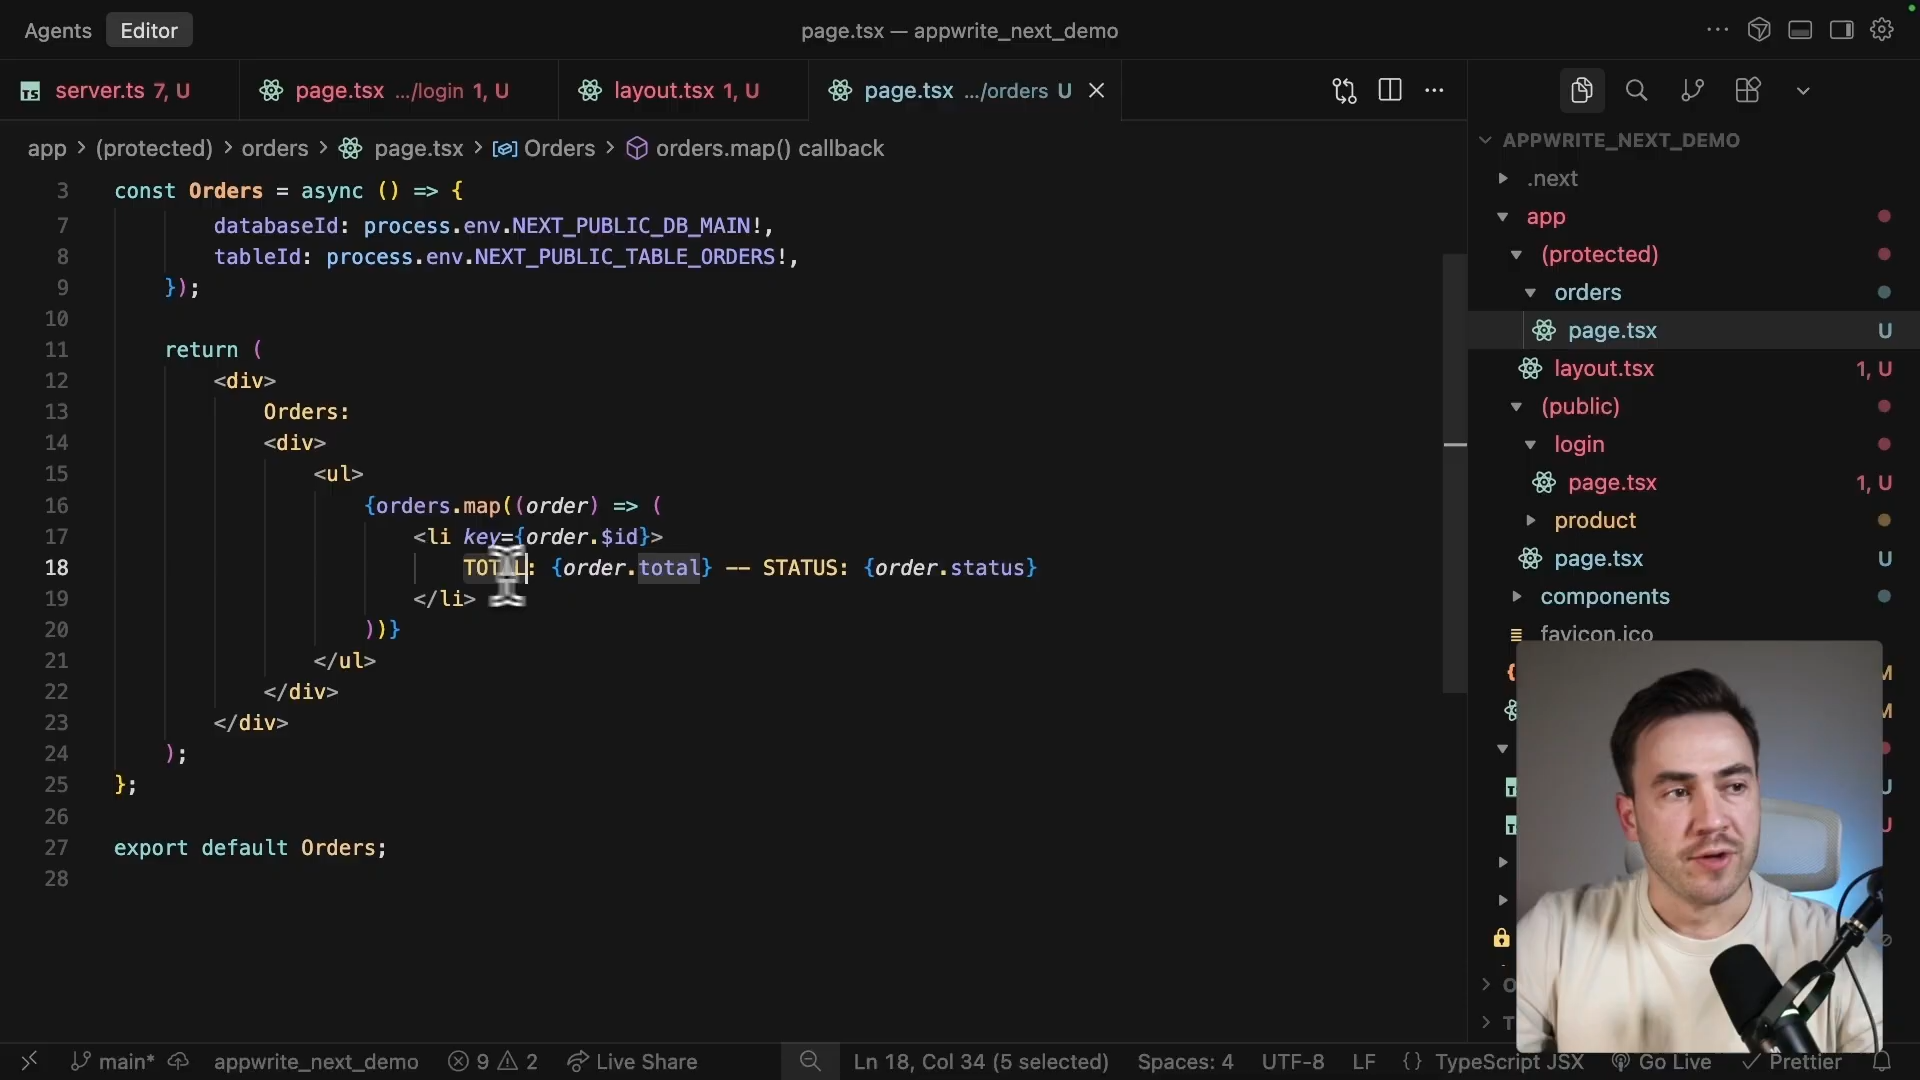 Agents Editor page.tsx — appwrite_next_demo
TS server.ts 7, U page.tsx .../login 1, U layout.tsx 1, U page.tsx .../orders U
app > (protected) > orders > page.tsx > Orders > orders.map() callback
3 const Orders = async () => {
7 databaseId: process.env.NEXT_PUBLIC_DB_MAIN!,
8 tableId: process.env.NEXT_PUBLIC_TABLE_ORDERS!,
9 });
10
11 return (
12 <div>
13 Orders:
14 <div>
15 <ul>
16 {orders.map((order) => (
17 <li key={order.$id}>
18 TOTAL: {order.total} -- STATUS: {order.status}
19 </li>
20 ))}
21 </ul>
22 </div>
23 </div>
24 );
25 };
26
27 export default Orders;
28
APPWRITE_NEXT_DEMO
.next
app
(protected)
orders
page.tsx U
layout.tsx 1, U
(public)
login
page.tsx 1, U
product
page.tsx U
components
favicon.ico
main* appwrite_next_demo 9 2 Live Share Ln 18, Col 34 (5 selected) Spaces: 4 UTF-8 LF {} TypeScript JSX Go Live Prettier